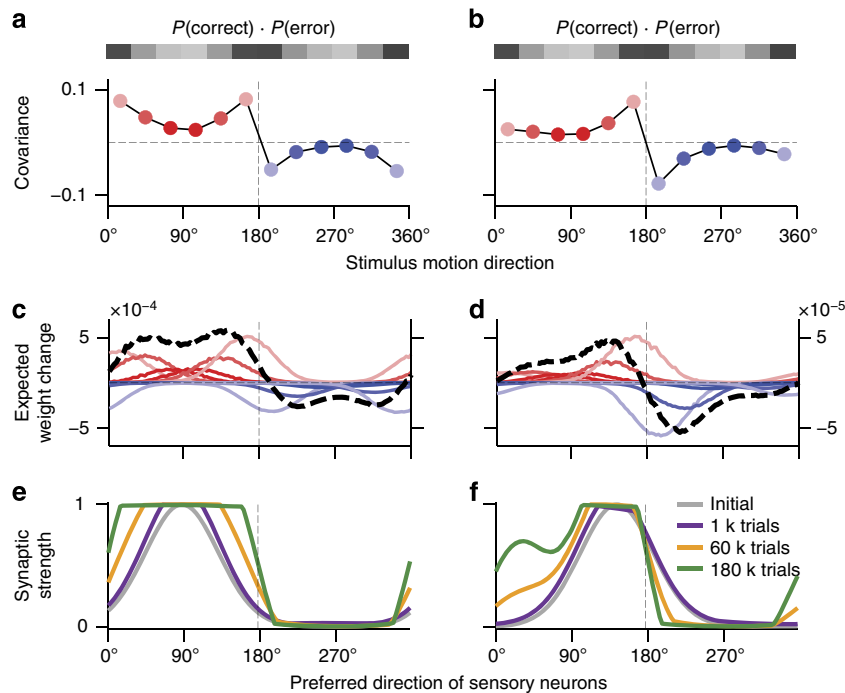 a
b
P(correct) · P(error)
P(correct) · P(error)
Covariance
0.1
−0.1
0° 90° 180° 270° 360°
0° 90° 180° 270° 360°
Stimulus motion direction
c
d
×10⁻⁴
×10⁻⁵
Expected
weight change
5
−5
5
−5
e
f
Synaptic
strength
1
0
Initial
1 k trials
60 k trials
180 k trials
0° 90° 180° 270°
0° 90° 180° 270°
Preferred direction of sensory neurons